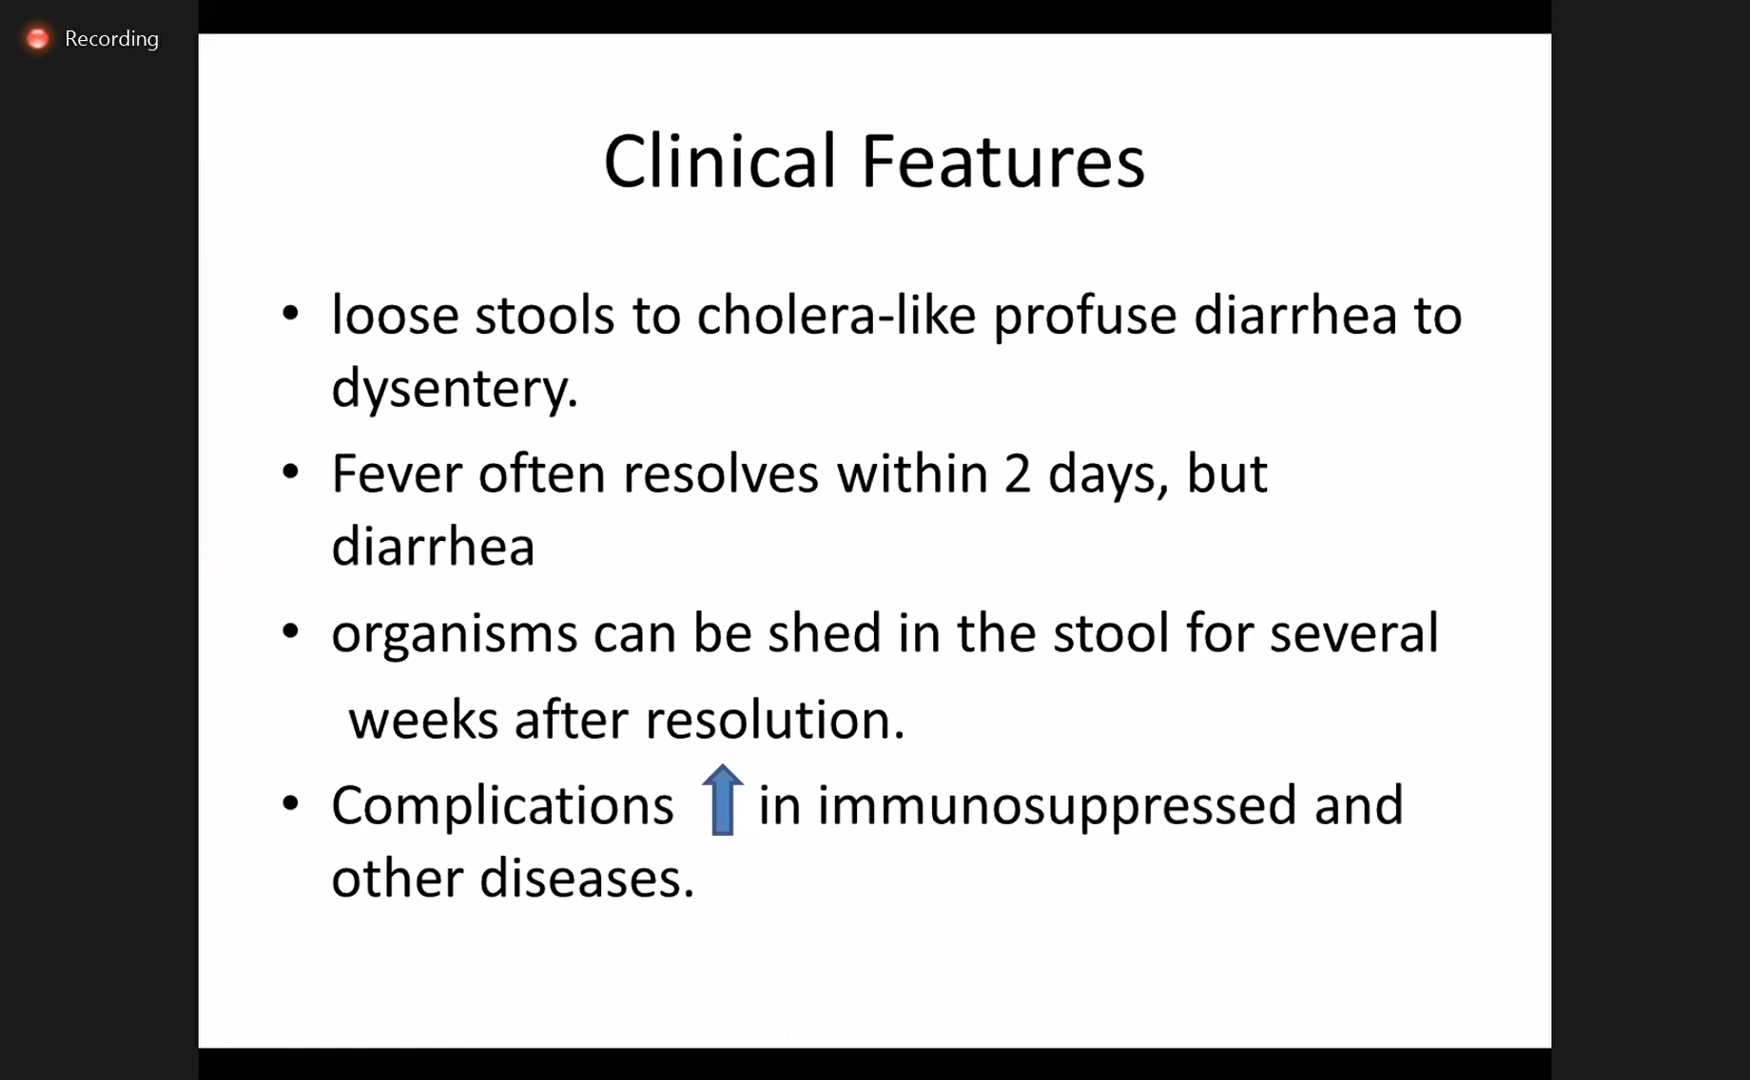 Recording
Clinical Features
• loose stools to cholera-like profuse diarrhea to
dysentery.
• Fever often resolves within 2 days, but
diarrhea
• organisms can be shed in the stool for several
weeks after resolution.
• Complications ⬆ in immunosuppressed and
other diseases.